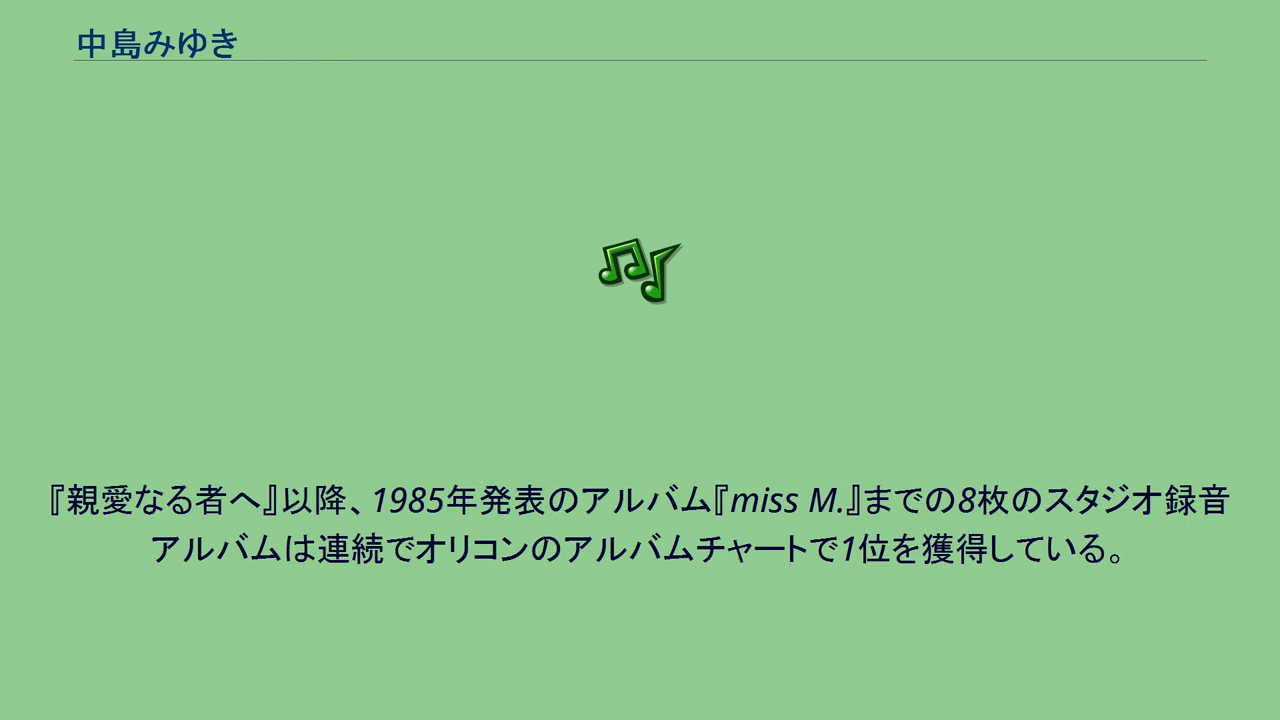 中島みゆき
『親愛なる者へ』以降、1985年発表のアルバム『miss M.』までの8枚のスタジオ録音
アルバムは連続でオリコンのアルバムチャートで1位を獲得している。